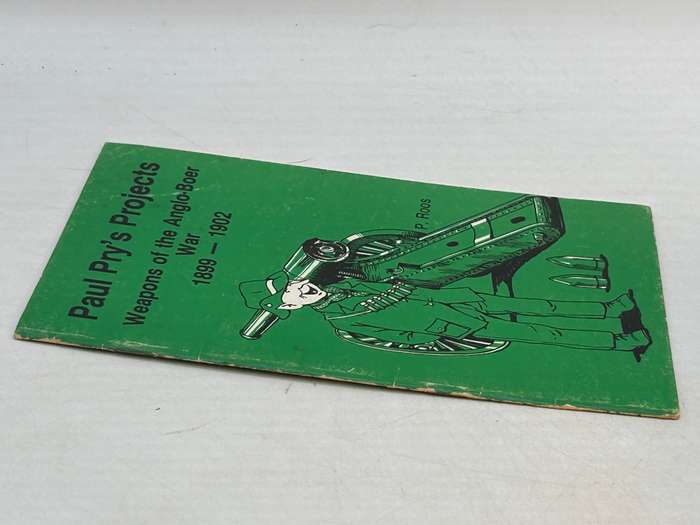 Paul Pry's Projects
Weapons of the Anglo-Boer
War
1899 — 1902
P. Roos